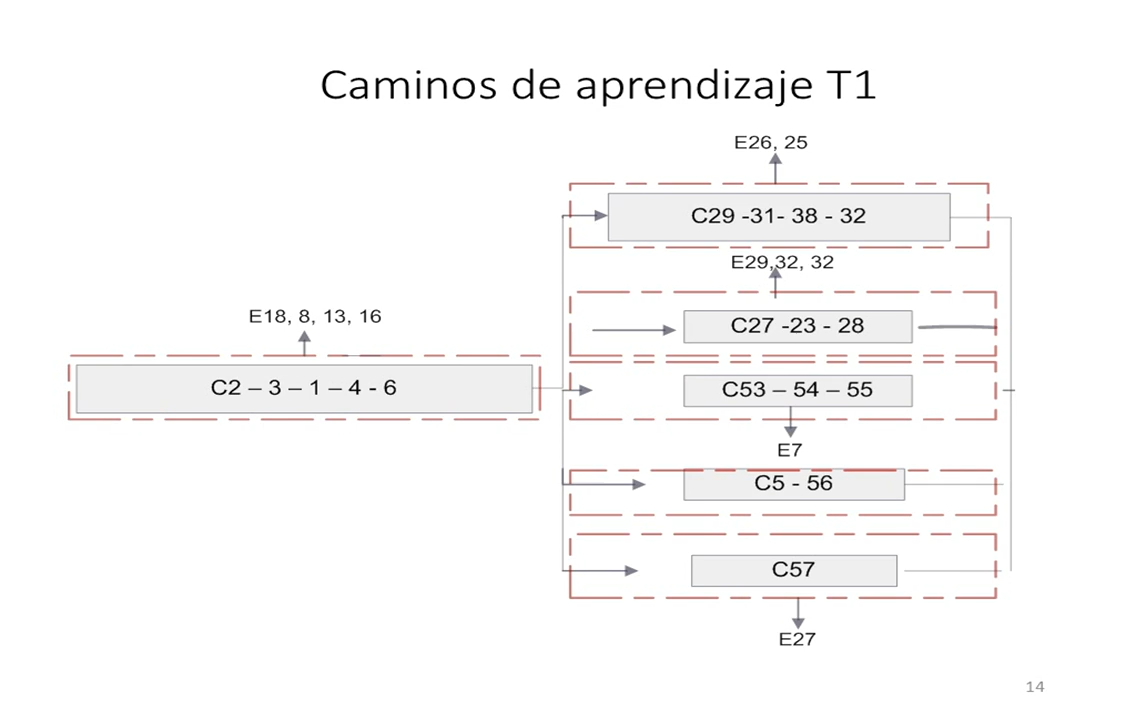 Caminos de aprendizaje T1
E26, 25
C29 -31- 38 - 32
E29,32, 32
C27 -23 - 28
E18, 8, 13, 16
C2 – 3 – 1 – 4 - 6
C53 – 54 – 55
E7
C5 - 56
C57
E27
14